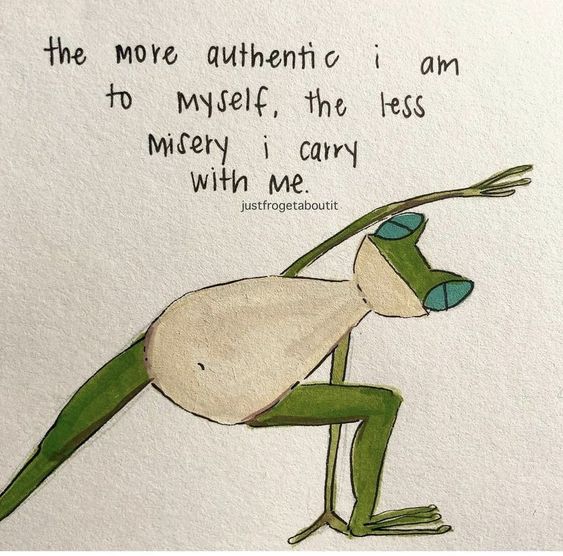 the more authentic i am
to myself, the less
misery i carry
with me.
justfrogetaboutit